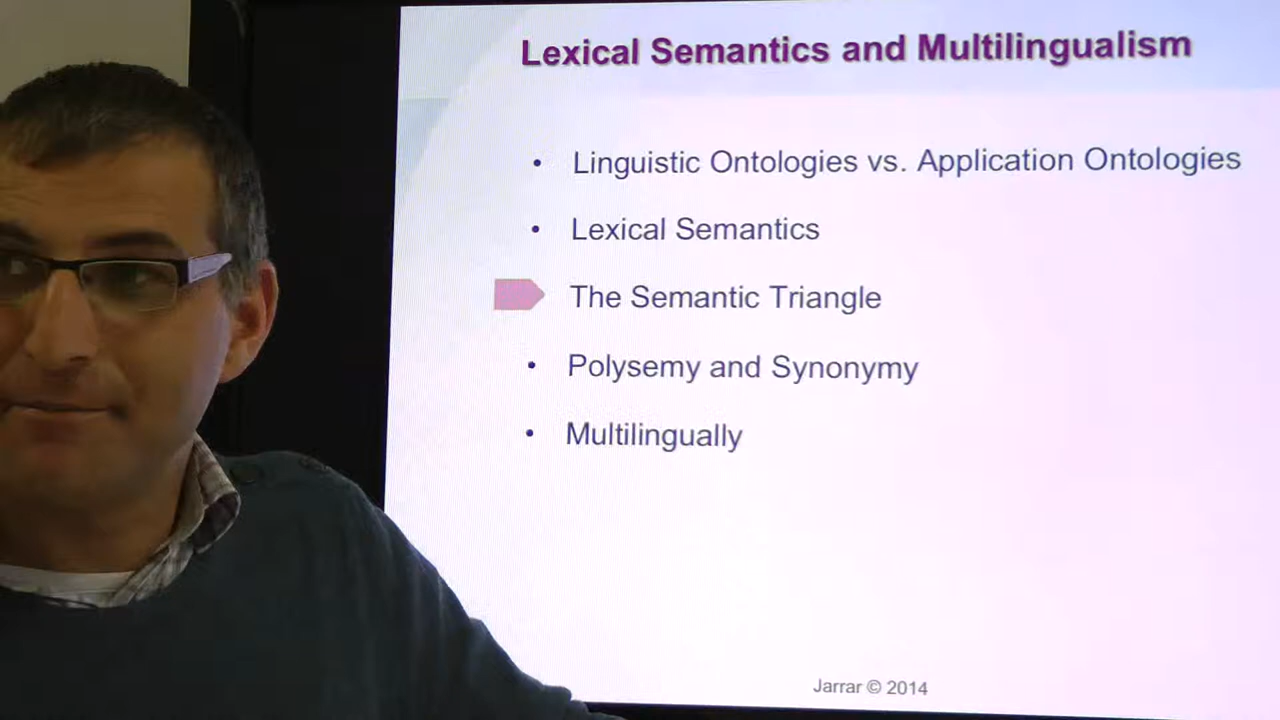 Lexical Semantics and Multilingualism
• Linguistic Ontologies vs. Application Ontologies
• Lexical Semantics
The Semantic Triangle
• Polysemy and Synonymy
• Multilingually
Jarrar © 2014